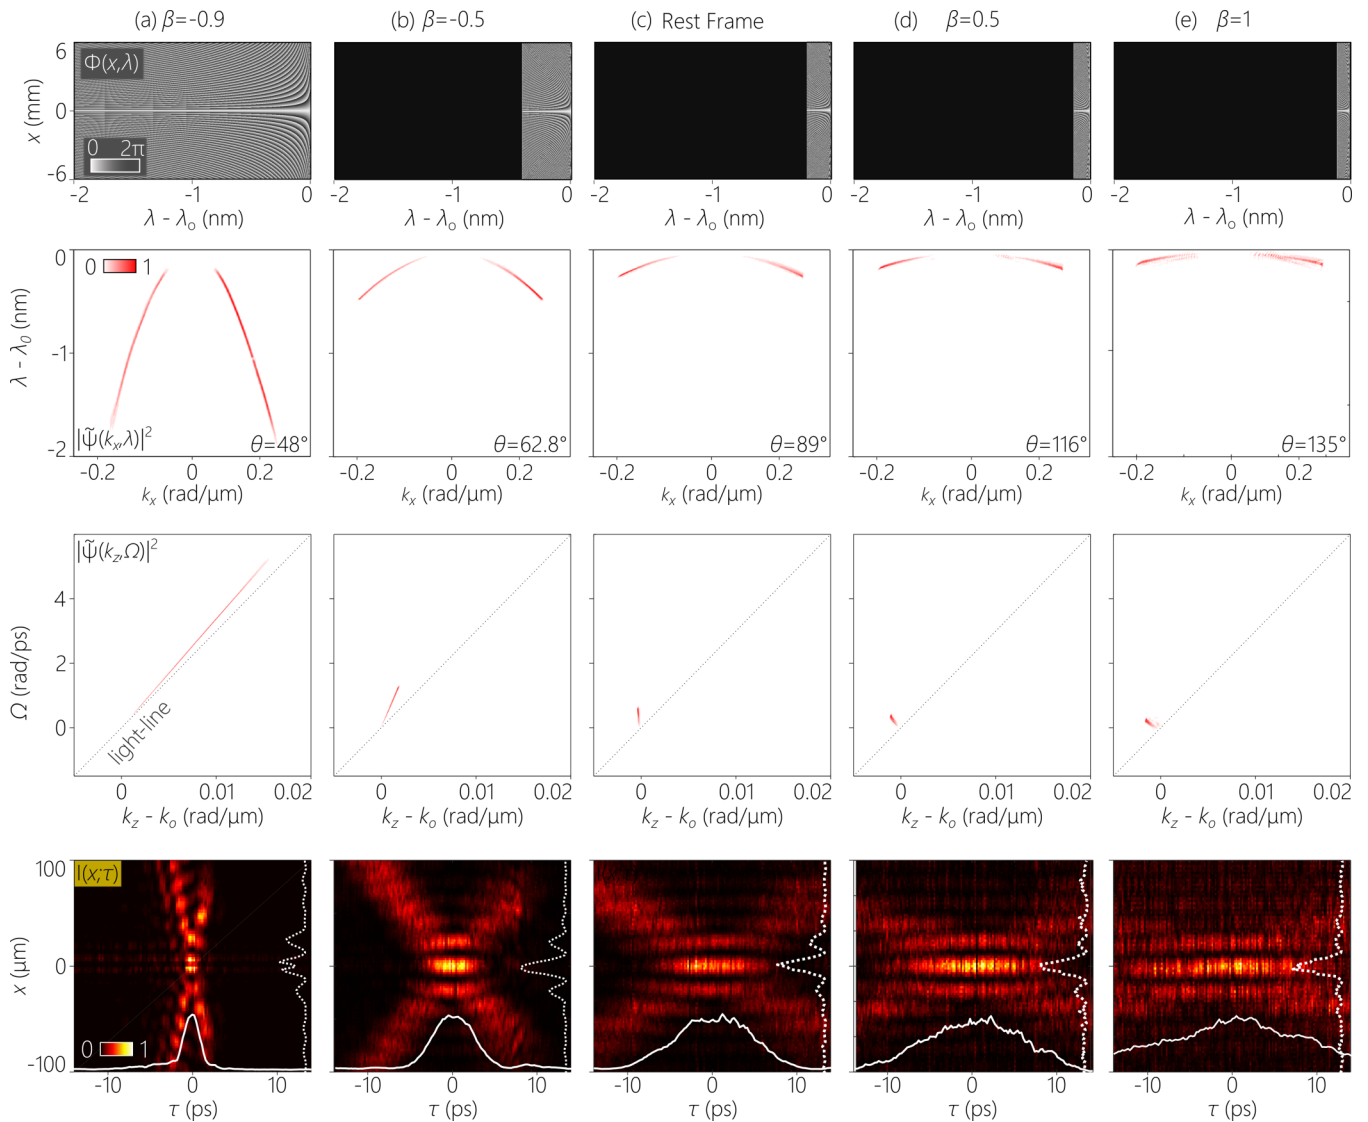 (a) β=-0.9
(b) β=-0.5
(c) Rest Frame
(d) β=0.5
(e) β=1
x (mm)
6
0
-6
Φ(x,λ)
0 2π
-2 -1 0
-2 -1 0
-2 -1 0
-2 -1 0
-2 -1 0
λ - λo (nm)
λ - λo (nm)
λ - λo (nm)
λ - λo (nm)
λ - λo (nm)
λ - λ0 (nm)
0
-1
-2
0 1
|Ψ̃(kx,λ)|²
θ=48°
θ=62.8°
θ=89°
θ=116°
θ=135°
-0.2 0 0.2
-0.2 0 0.2
-0.2 0 0.2
-0.2 0 0.2
-0.2 0 0.2
kx (rad/μm)
kx (rad/μm)
kx (rad/μm)
kx (rad/μm)
kx (rad/μm)
Ω (rad/ps)
4
2
0
|Ψ̃(kz,Ω)|²
light-line
0 0.01 0.02
0 0.01 0.02
0 0.01 0.02
0 0.01 0.02
0 0.01 0.02
kz - ko (rad/μm)
kz - ko (rad/μm)
kz - ko (rad/μm)
kz - ko (rad/μm)
kz - ko (rad/μm)
x (μm)
100
0
-100
I(x;τ)
0 1
-10 0 10
-10 0 10
-10 0 10
-10 0 10
-10 0 10
τ (ps)
τ (ps)
τ (ps)
τ (ps)
τ (ps)